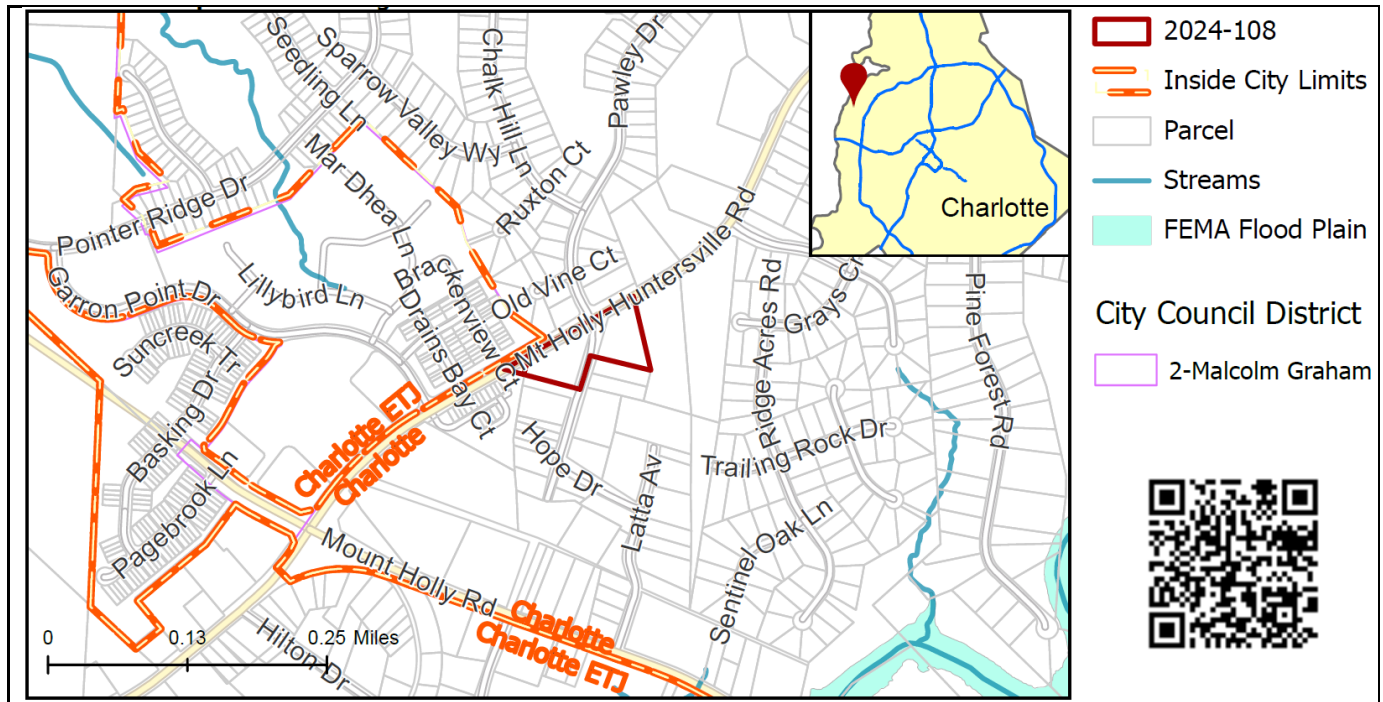 Seedling Ln
Sparrow Valley Wy
Chalk Hill Ln
Pawley Dr
Mar Dhea Ln
Ruxton Ct
Pointer Ridge Dr
Garron Point Dr
Lillybird Ln
Brackenview Ct
Drains Bay Ct
Old Vine Ct
Mt Holly-Huntersville Rd
Suncreek Tr
Basking Dr
Pagebrook Ln
Charlotte ETJ
Charlotte
Hope Dr
Latta Av
Ridge Acres Rd
Grays Cr
Pine Forest Rd
Trailing Rock Dr
Sentinel Oak Ln
Mount Holly Rd
Charlotte
Charlotte ETJ
Hilton Dr
0 0.13 0.25 Miles
Charlotte
2024-108
Inside City Limits
Parcel
Streams
FEMA Flood Plain
City Council District
2-Malcolm Graham